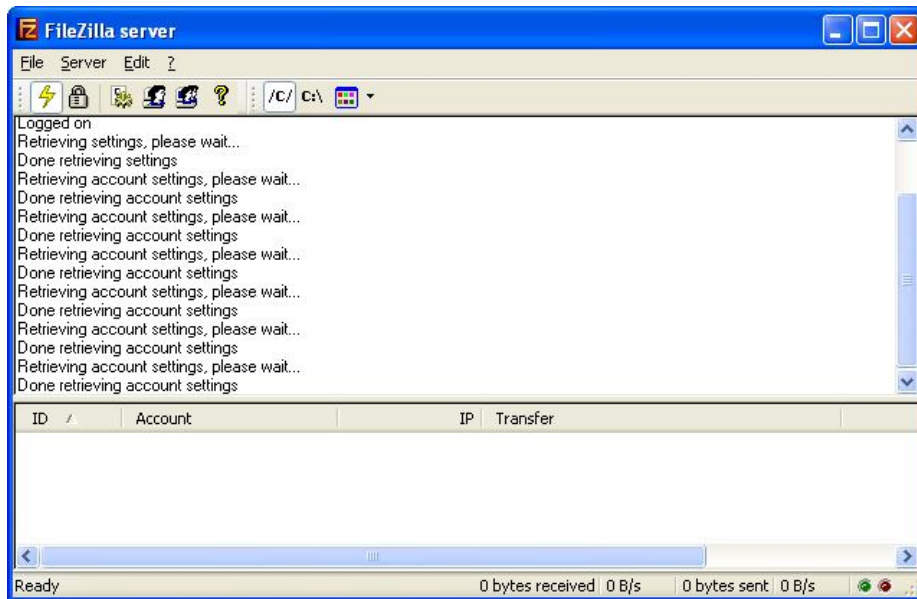 FileZilla server
File Server Edit ?
/C/ C:\
Logged on
Retrieving settings, please wait...
Done retrieving settings
Retrieving account settings, please wait...
Done retrieving account settings
Retrieving account settings, please wait...
Done retrieving account settings
Retrieving account settings, please wait...
Done retrieving account settings
Retrieving account settings, please wait...
Done retrieving account settings
Retrieving account settings, please wait...
Done retrieving account settings
Retrieving account settings, please wait...
Done retrieving account settings
ID / Account IP Transfer
Ready 0 bytes received 0 B/s 0 bytes sent 0 B/s